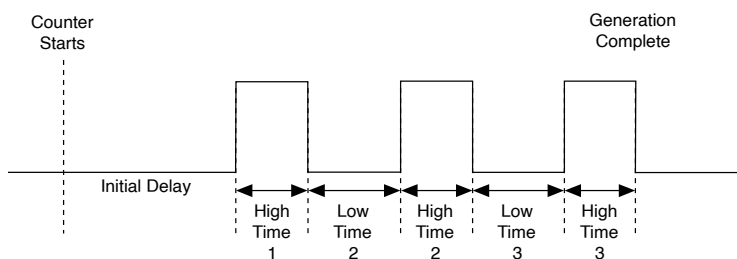 Counter
Starts
Generation
Complete
Initial Delay
High
Time
1
Low
Time
2
High
Time
2
Low
Time
3
High
Time
3